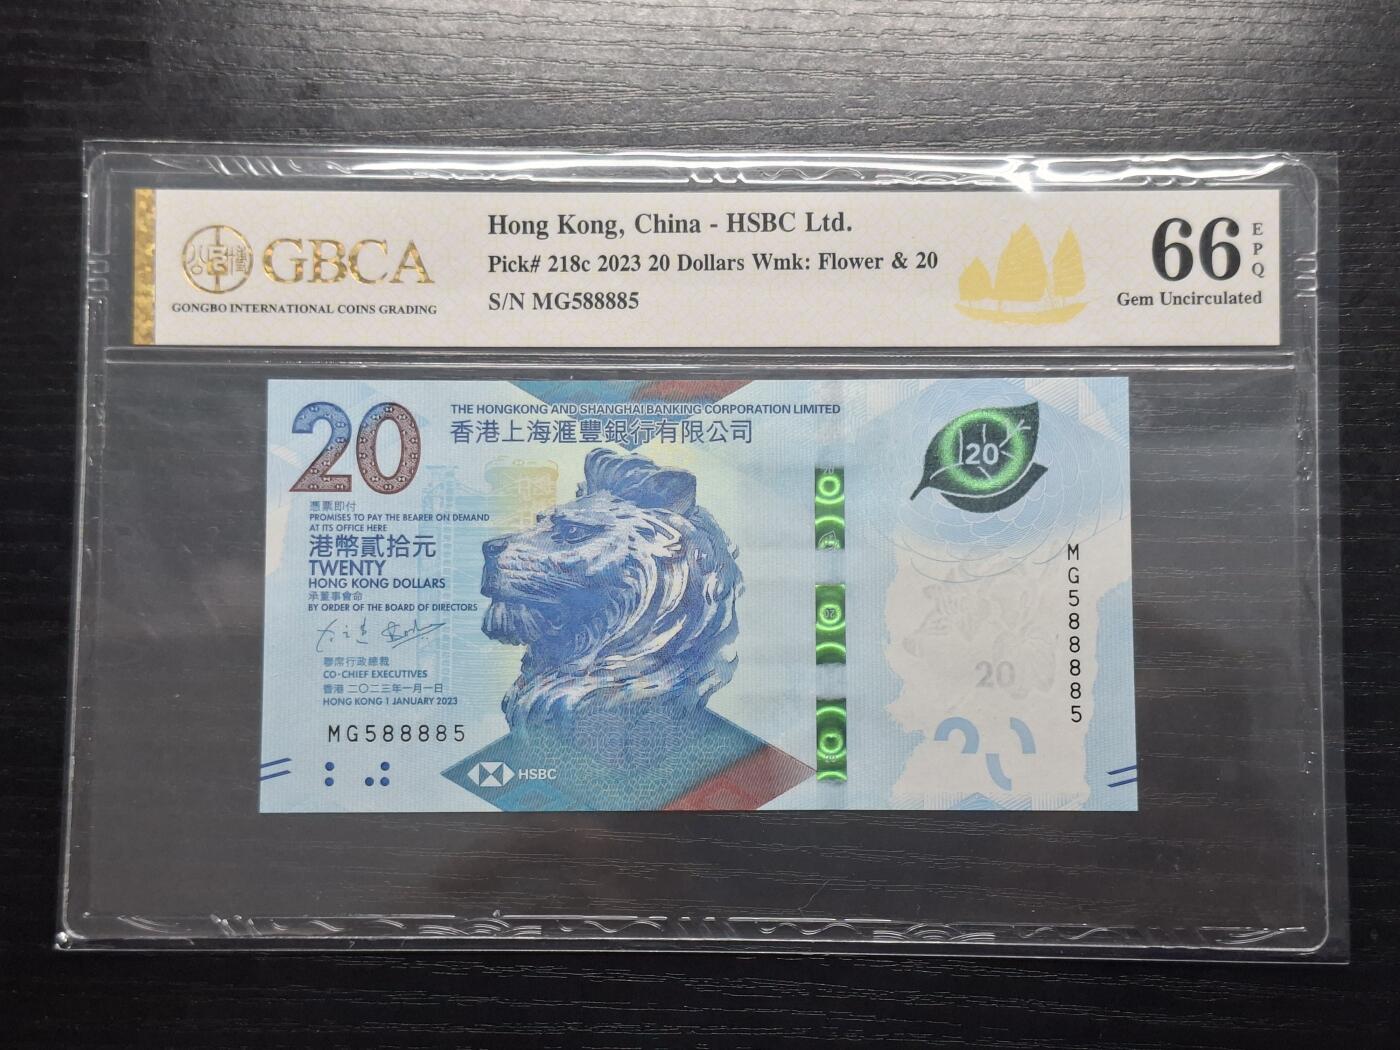 GBCA
GONGBO INTERNATIONAL COINS GRADING
Hong Kong, China - HSBC Ltd.
Pick# 218c 2023 20 Dollars Wmk: Flower & 20
S/N MG588885
66
EPQ
Gem Uncirculated
20
THE HONGKONG AND SHANGHAI BANKING CORPORATION LIMITED
香港上海滙豐銀行有限公司
憑票即付
PROMISES TO PAY THE BEARER ON DEMAND
AT ITS OFFICE HERE
港幣貳拾元
TWENTY
HONG KONG DOLLARS
承董事會命
BY ORDER OF THE BOARD OF DIRECTORS
聯席行政總裁
CO-CHIEF EXECUTIVES
香港 二〇二三年一月一日
HONG KONG 1 JANUARY 2023
MG588885
HSBC
20
MG588885
20
20